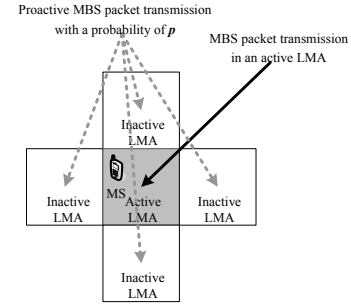 Proactive MBS packet transmission
with a probability of p
MBS packet transmission
in an active LMA
Inactive
LMA
Inactive
LMA
MS
Active
LMA
Inactive
LMA
Inactive
LMA